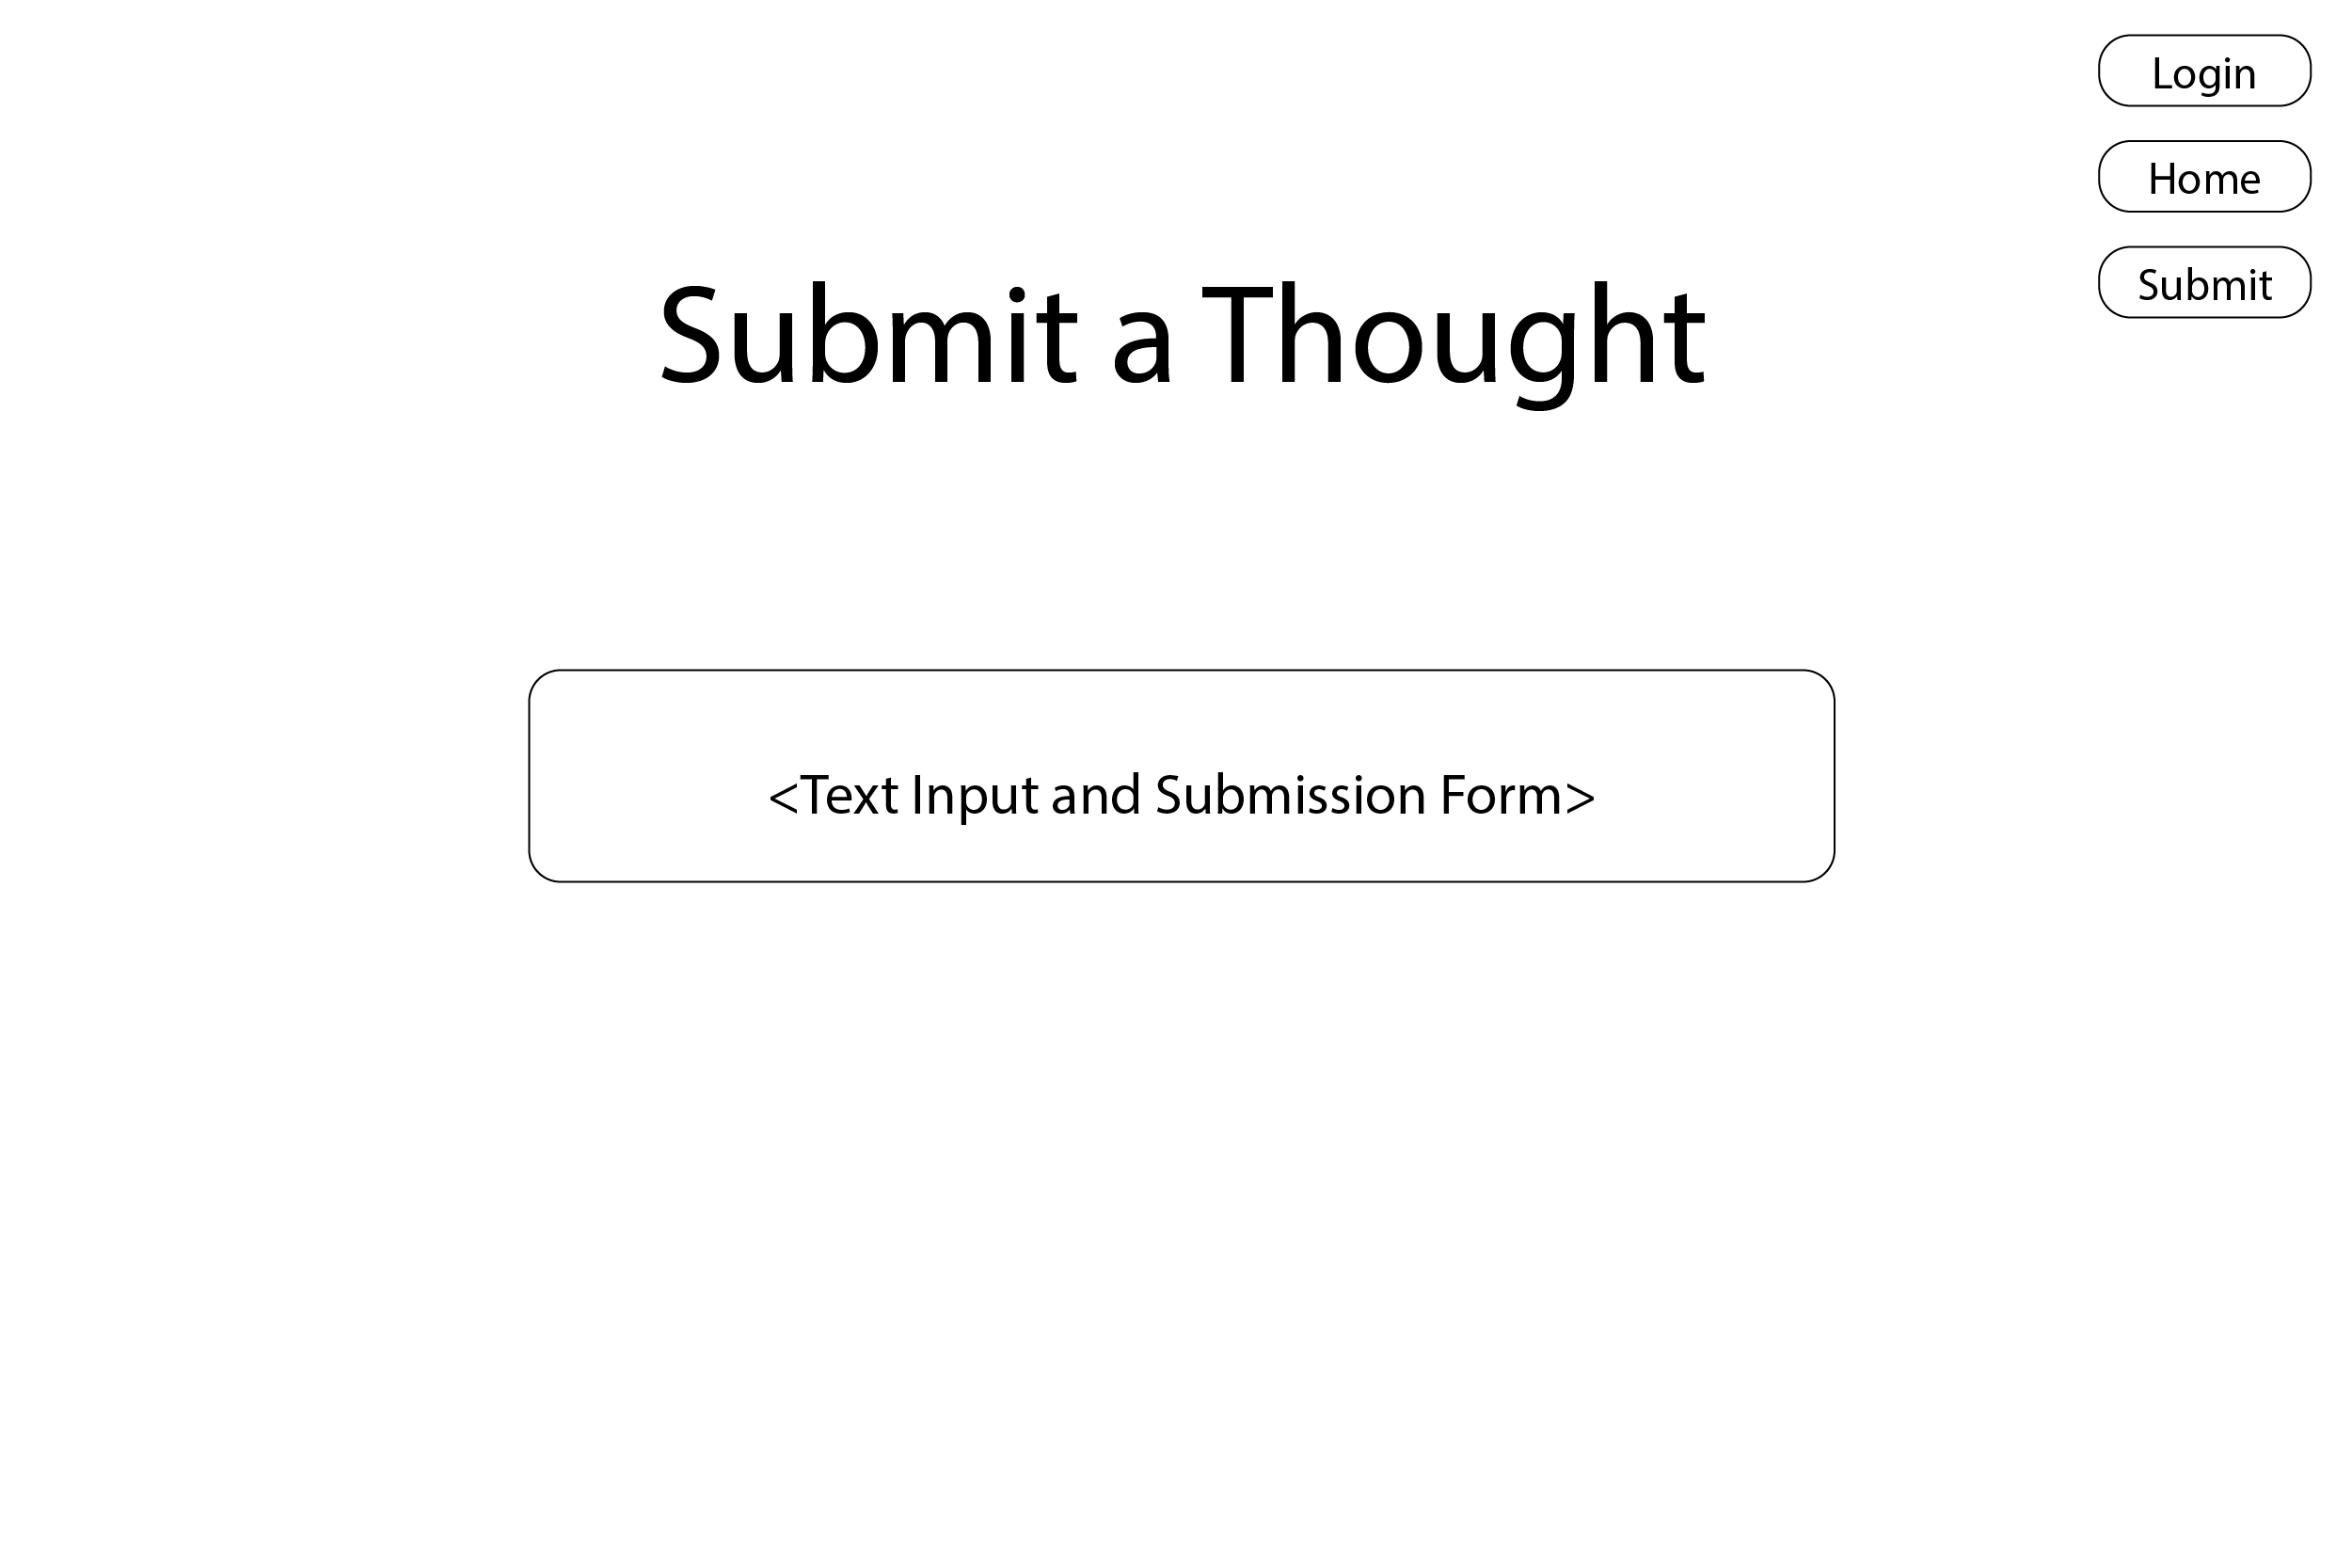 Login
Home
Submit
Submit a Thought
<Text Input and Submission Form>